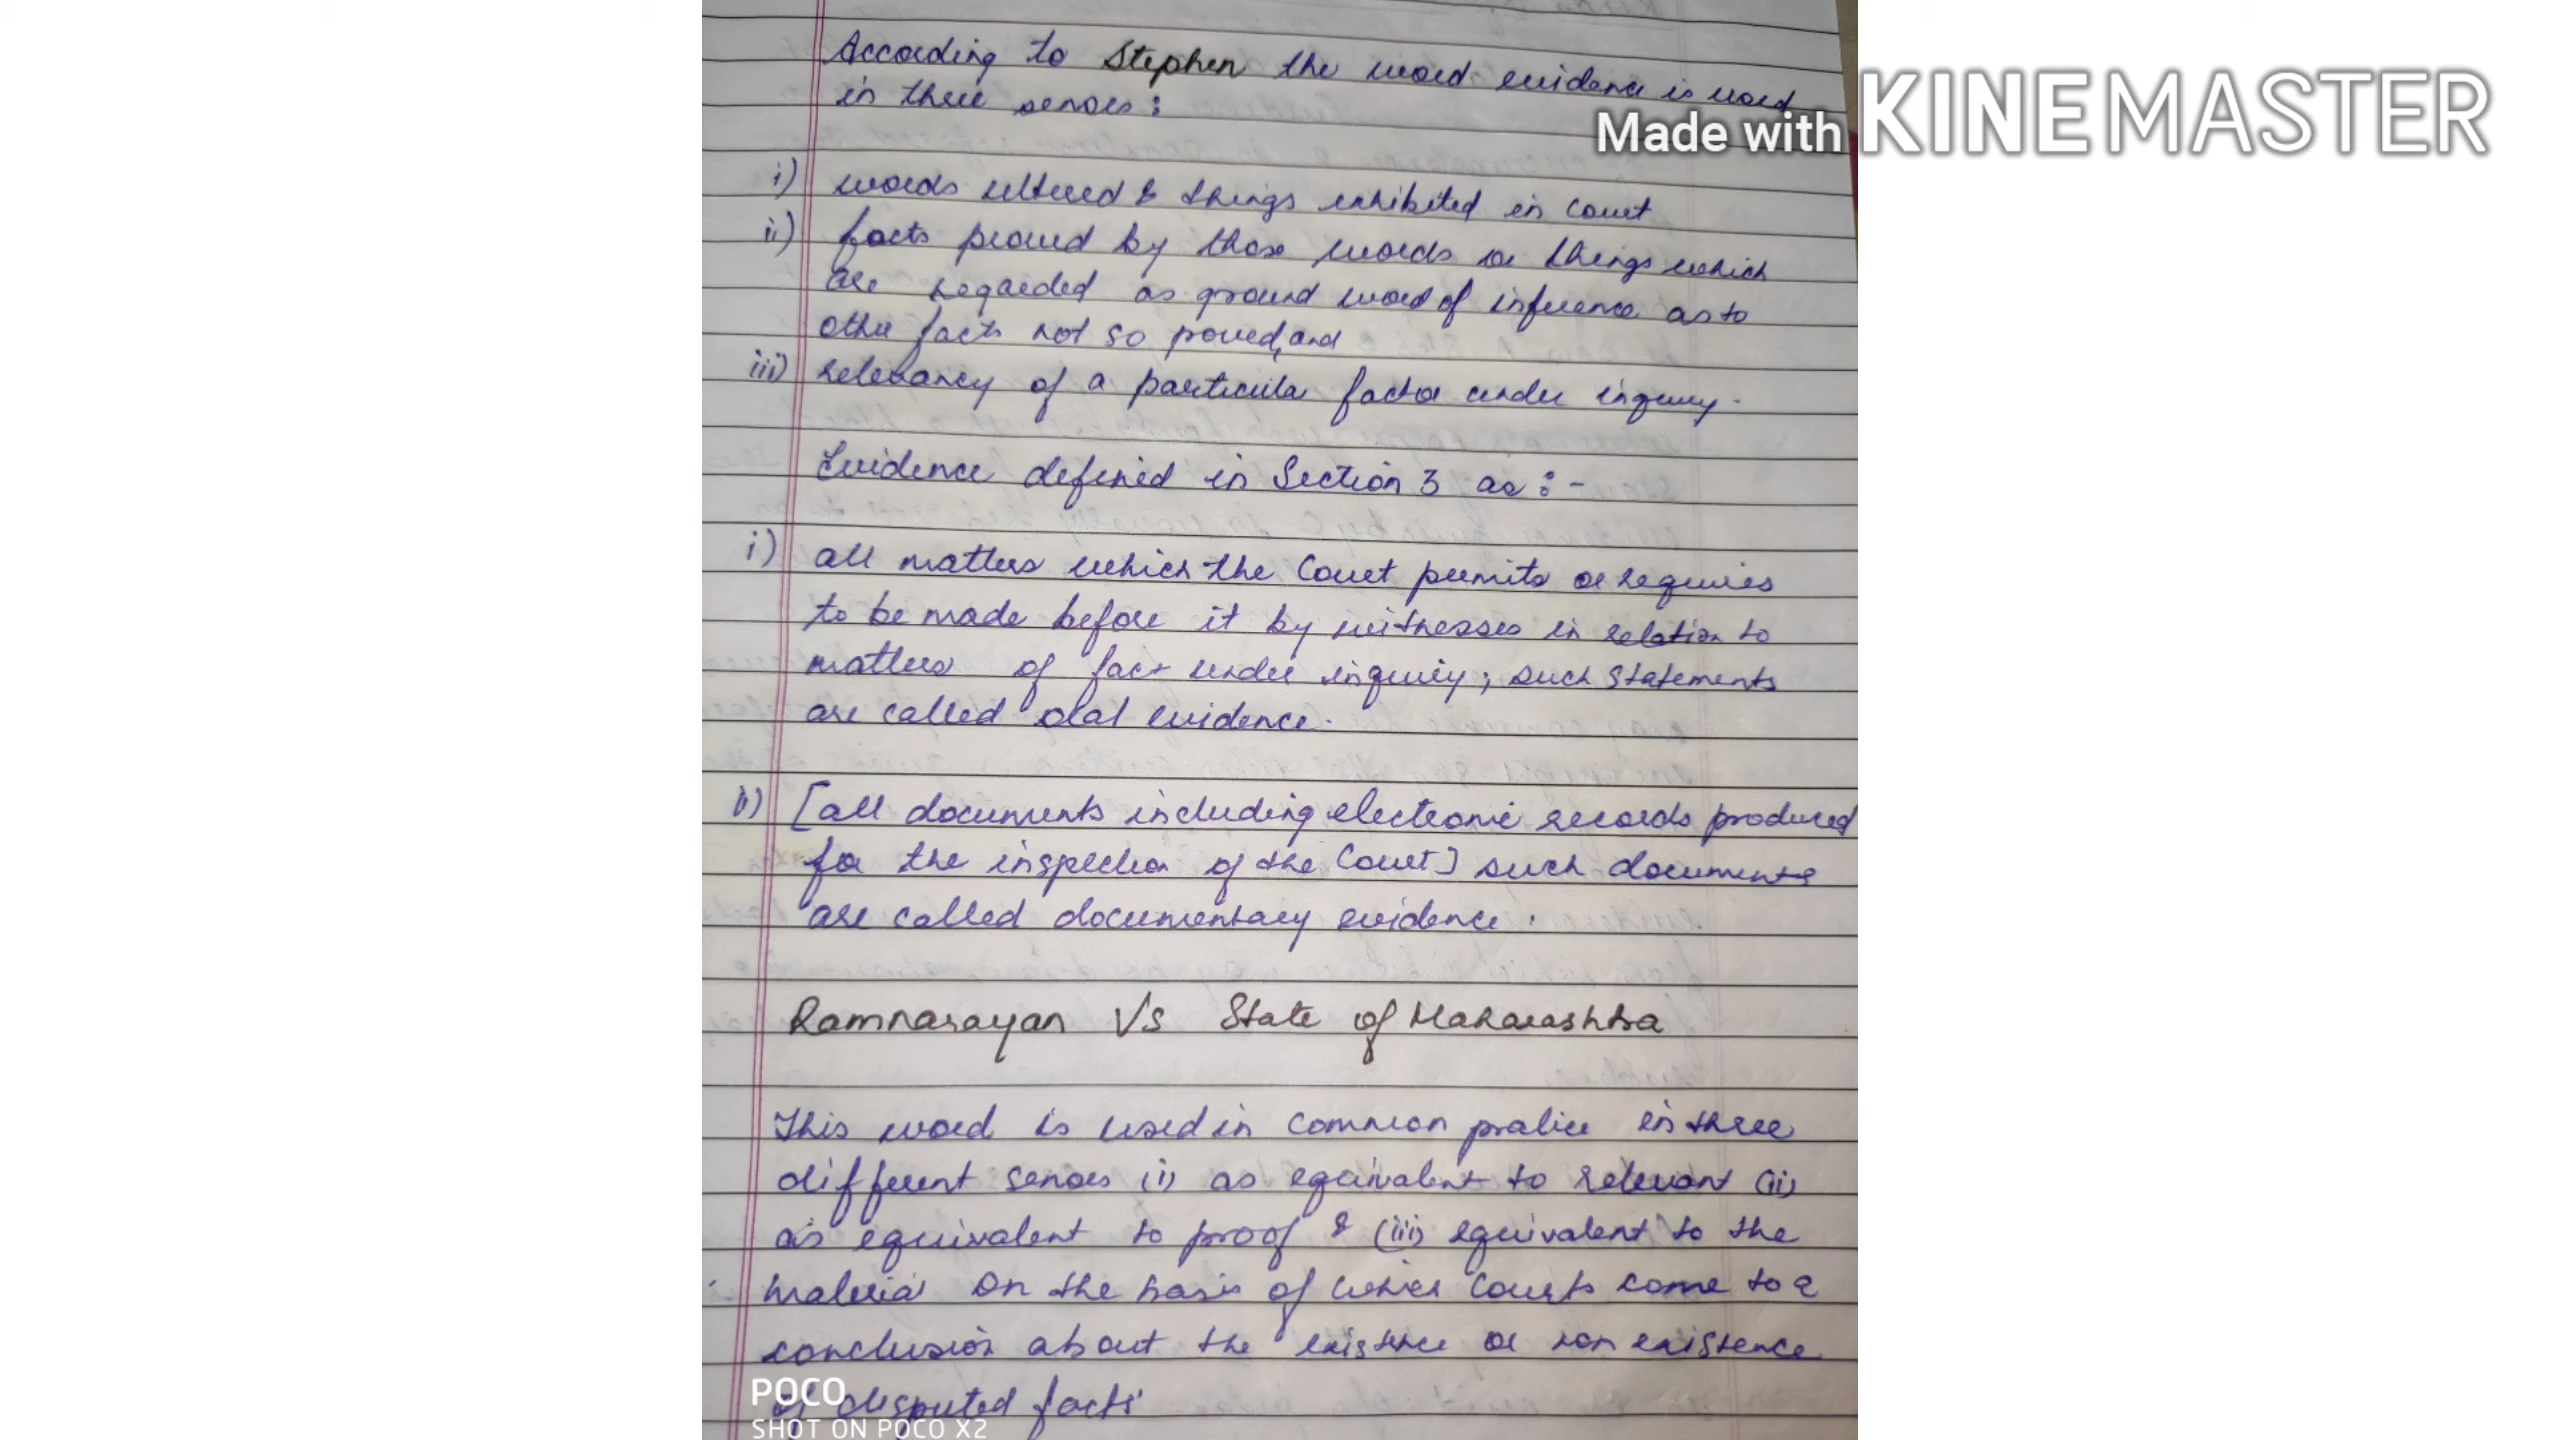 According to Stephen the word evidence is used
in three senses:
Made with KINEMASTER
i) words uttered & things exhibited in Court
ii) facts proved by those words or things which
are regarded as ground word of inference as to
other facts not so proved, and
iii) relevancy of a particular factor under inquiry.
Evidence defined in Section 3 as :-
i) all matters which the Court permits or requires
to be made before it by witnesses in relation to
matters of fact under inquiry; such statements
are called oral evidence.
ii) [all documents including electronic records produced
for the inspection of the Court] such documents
are called documentary evidence.
Ramnarayan Vs State of Maharashtra
This word is used in common pratice in three
different senses (i) as equivalent to relevant (ii)
as equivalent to proof & (iii) equivalent to the
material on the basis of which Courts come to a
conclusion about the existence or non existence
of disputed facts
POCO
SHOT ON POCO X2